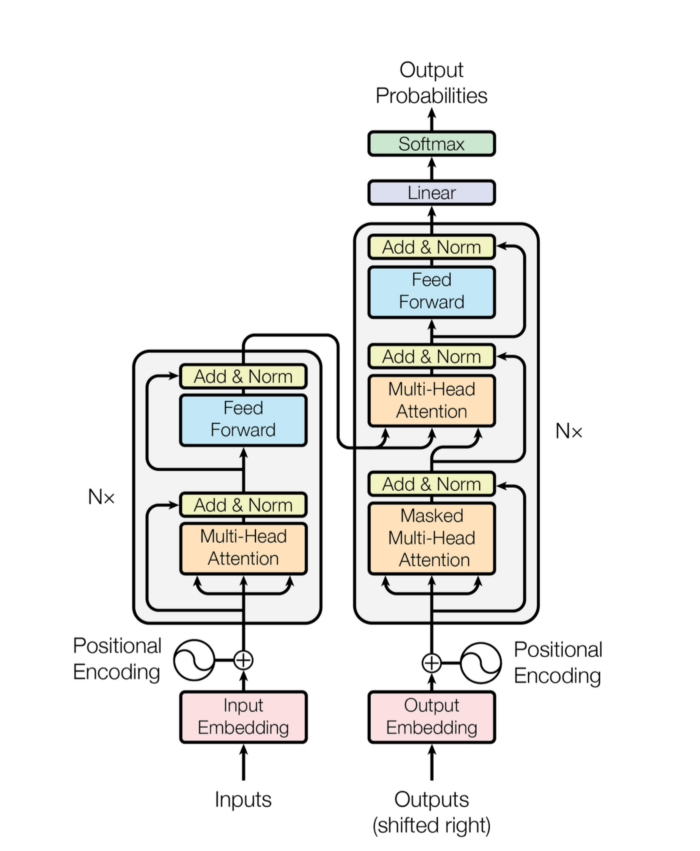 Output
Probabilities
Softmax
Linear
Add & Norm
Feed
Forward
Add & Norm
Multi-Head
Attention
Add & Norm
Masked
Multi-Head
Attention
Nx
Add & Norm
Feed
Forward
Add & Norm
Multi-Head
Attention
Nx
Positional
Encoding
Positional
Encoding
Input
Embedding
Output
Embedding
Inputs
Outputs
(shifted right)